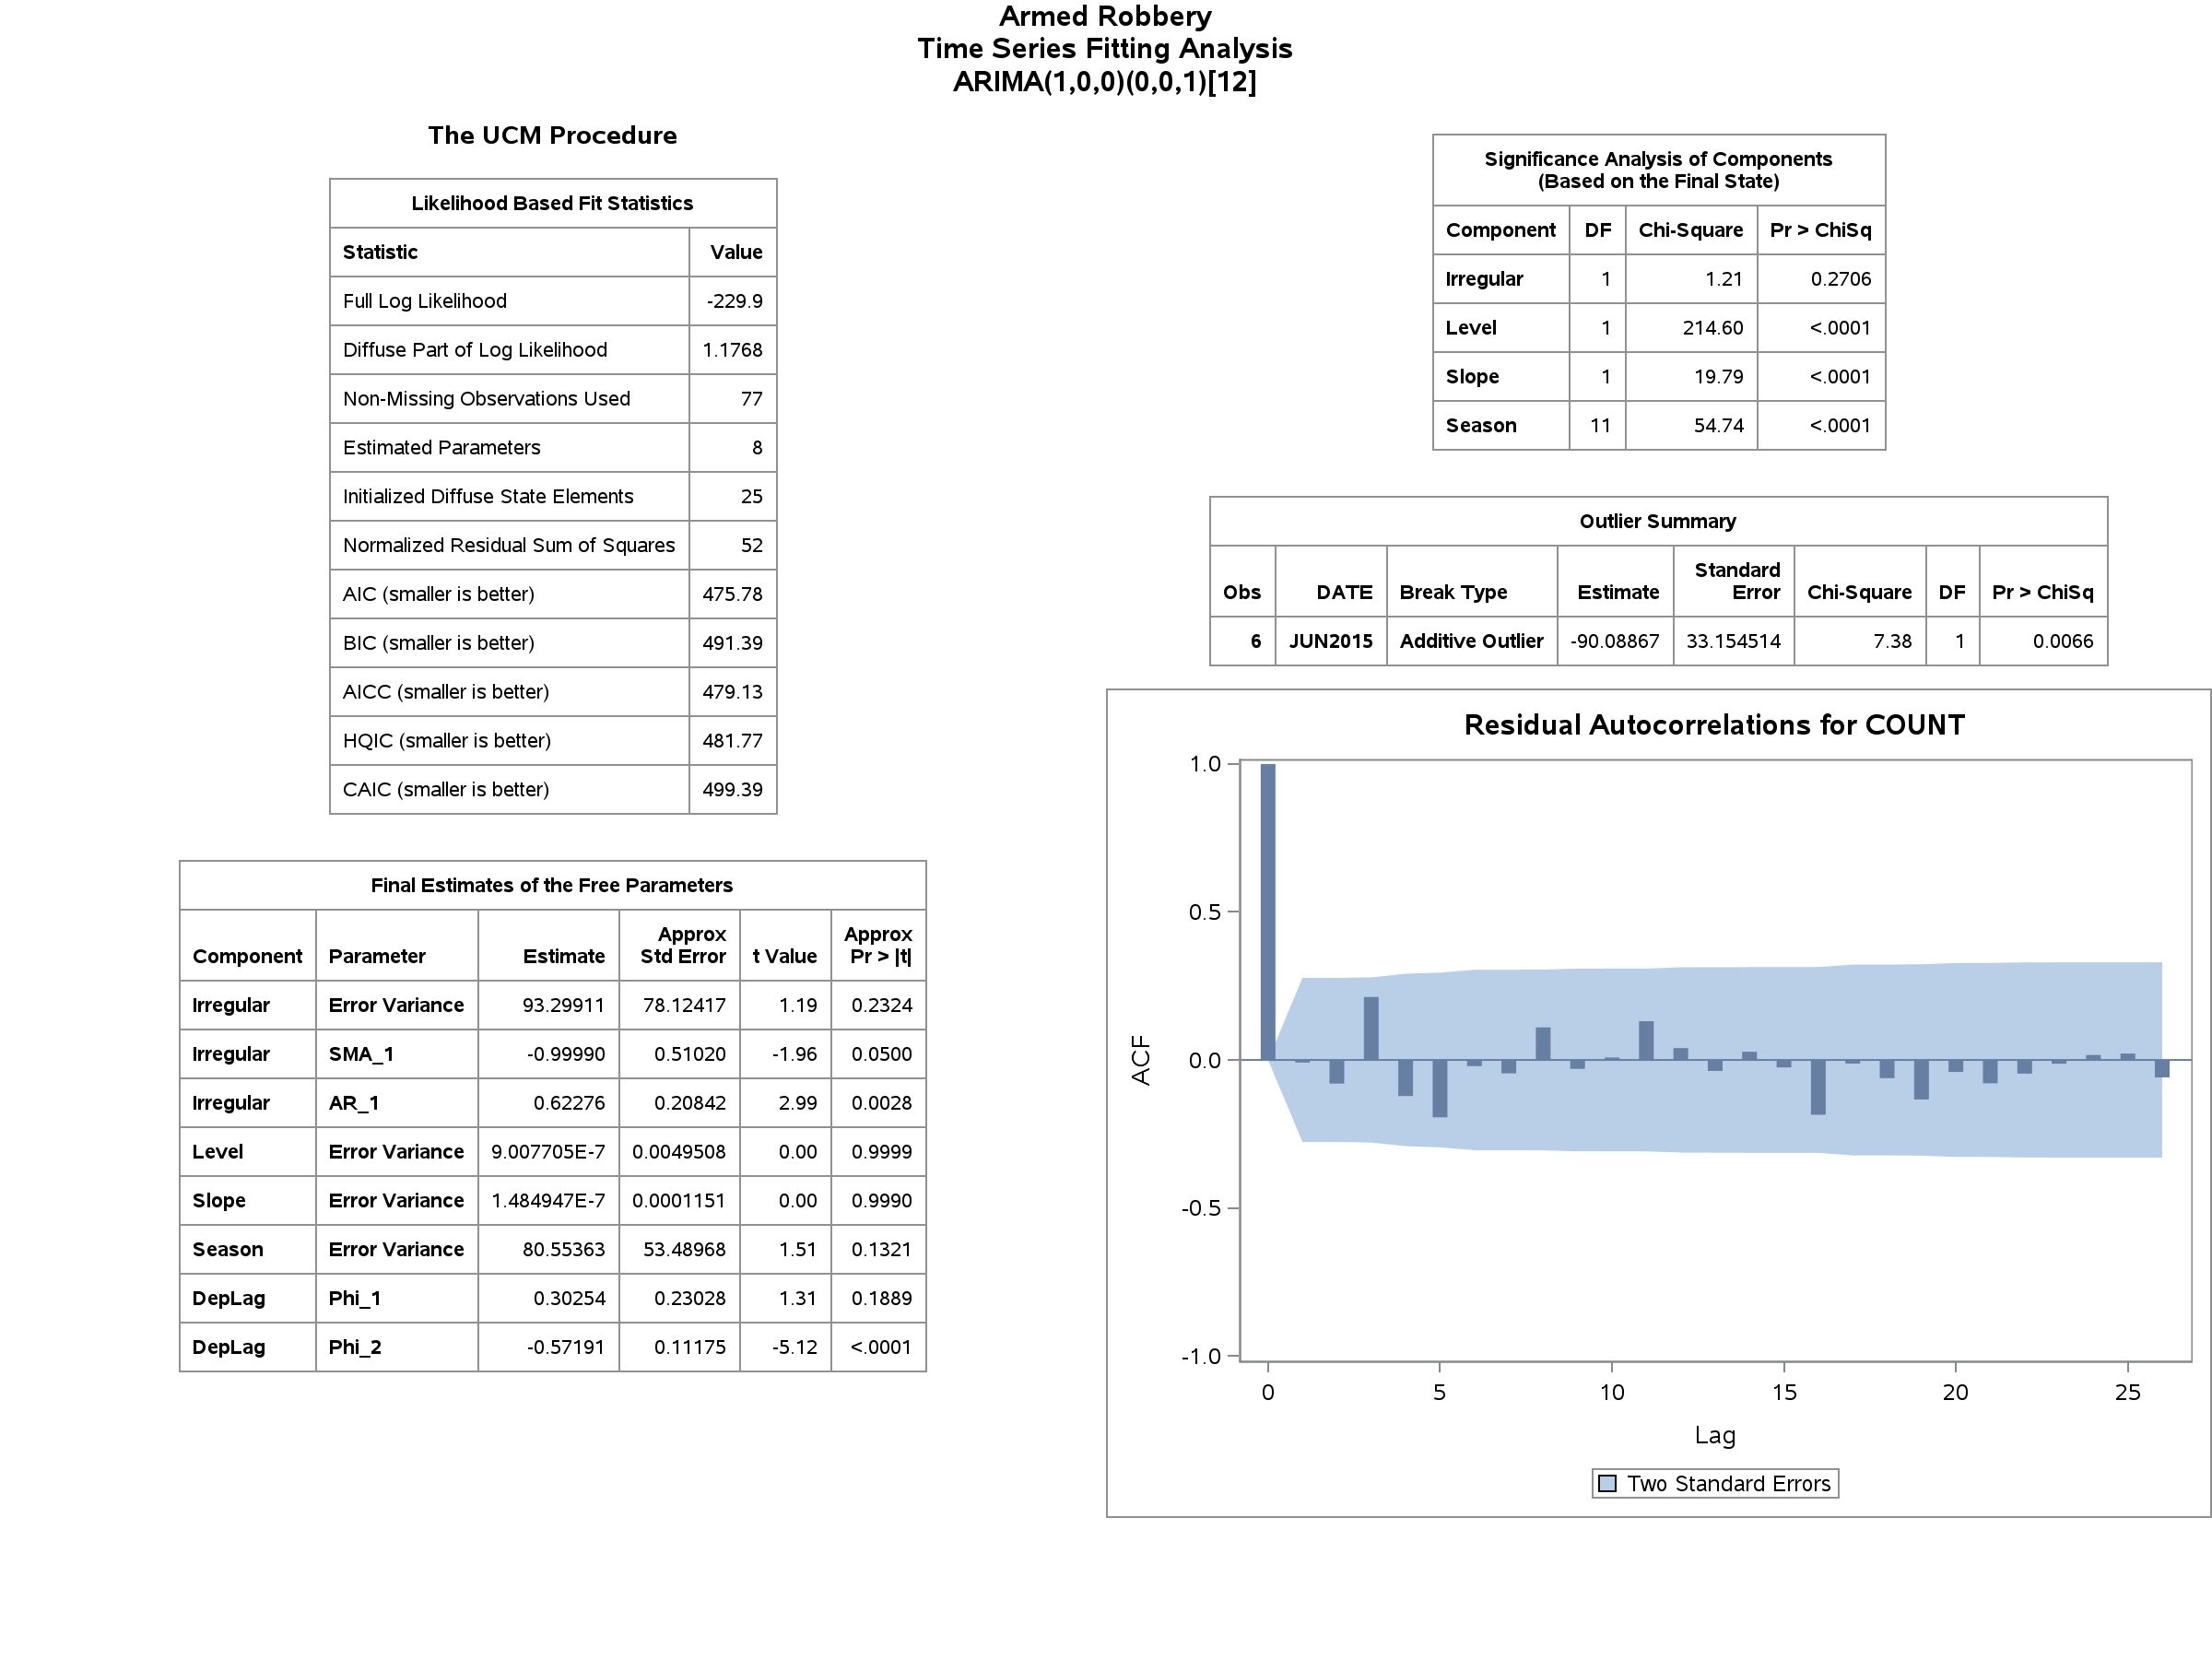 Armed Robbery
Time Series Fitting Analysis
ARIMA(1,0,0)(0,0,1)[12]
The UCM Procedure
Likelihood Based Fit Statistics
Statistic Value
Full Log Likelihood -229.9
Diffuse Part of Log Likelihood 1.1768
Non-Missing Observations Used 77
Estimated Parameters 8
Initialized Diffuse State Elements 25
Normalized Residual Sum of Squares 52
AIC (smaller is better) 475.78
BIC (smaller is better) 491.39
AICC (smaller is better) 479.13
HQIC (smaller is better) 481.77
CAIC (smaller is better) 499.39
Final Estimates of the Free Parameters
Component Parameter Estimate Approx Std Error t Value Approx Pr > |t|
Irregular Error Variance 93.29911 78.12417 1.19 0.2324
Irregular SMA_1 -0.99990 0.51020 -1.96 0.0500
Irregular AR_1 0.62276 0.20842 2.99 0.0028
Level Error Variance 9.007705E-7 0.0049508 0.00 0.9999
Slope Error Variance 1.484947E-7 0.0001151 0.00 0.9990
Season Error Variance 80.55363 53.48968 1.51 0.1321
DepLag Phi_1 0.30254 0.23028 1.31 0.1889
DepLag Phi_2 -0.57191 0.11175 -5.12 <.0001
Significance Analysis of Components
(Based on the Final State)
Component DF Chi-Square Pr > ChiSq
Irregular 1 1.21 0.2706
Level 1 214.60 <.0001
Slope 1 19.79 <.0001
Season 11 54.74 <.0001
Outlier Summary
Obs DATE Break Type Estimate Standard Error Chi-Square DF Pr > ChiSq
6 JUN2015 Additive Outlier -90.08867 33.154514 7.38 1 0.0066
Residual Autocorrelations for COUNT
1.0
0.5
0.0
-0.5
-1.0
ACF
0 5 10 15 20 25
Lag
Two Standard Errors